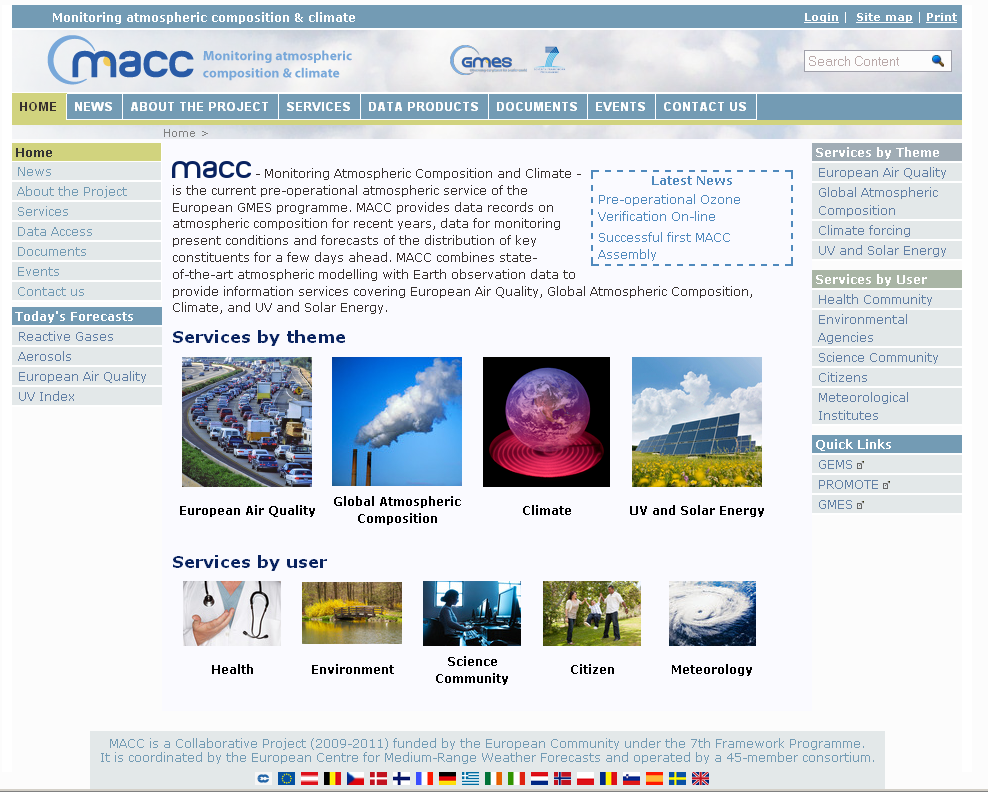 Monitoring atmospheric composition & climate
Login | Site map | Print
macc Monitoring atmospheric
composition & climate
GMES
7
Search Content
HOME NEWS ABOUT THE PROJECT SERVICES DATA PRODUCTS DOCUMENTS EVENTS CONTACT US
Home >
Home
News
About the Project
Services
Data Access
Documents
Events
Contact us
Today's Forecasts
Reactive Gases
Aerosols
European Air Quality
UV Index
macc - Monitoring Atmospheric Composition and Climate -
is the current pre-operational atmospheric service of the
European GMES programme. MACC provides data records on
atmospheric composition for recent years, data for monitoring
present conditions and forecasts of the distribution of key
constituents for a few days ahead. MACC combines state-
of-the-art atmospheric modelling with Earth observation data to
provide information services covering European Air Quality, Global Atmospheric Composition,
Climate, and UV and Solar Energy.
Latest News
Pre-operational Ozone
Verification On-line
Successful first MACC
Assembly
Services by theme
European Air Quality
Global Atmospheric
Composition
Climate
UV and Solar Energy
Services by user
Health
Environment
Science
Community
Citizen
Meteorology
Services by Theme
European Air Quality
Global Atmospheric
Composition
Climate forcing
UV and Solar Energy
Services by User
Health Community
Environmental
Agencies
Science Community
Citizens
Meteorological
Institutes
Quick Links
GEMS
PROMOTE
GMES
MACC is a Collaborative Project (2009-2011) funded by the European Community under the 7th Framework Programme.
It is coordinated by the European Centre for Medium-Range Weather Forecasts and operated by a 45-member consortium.